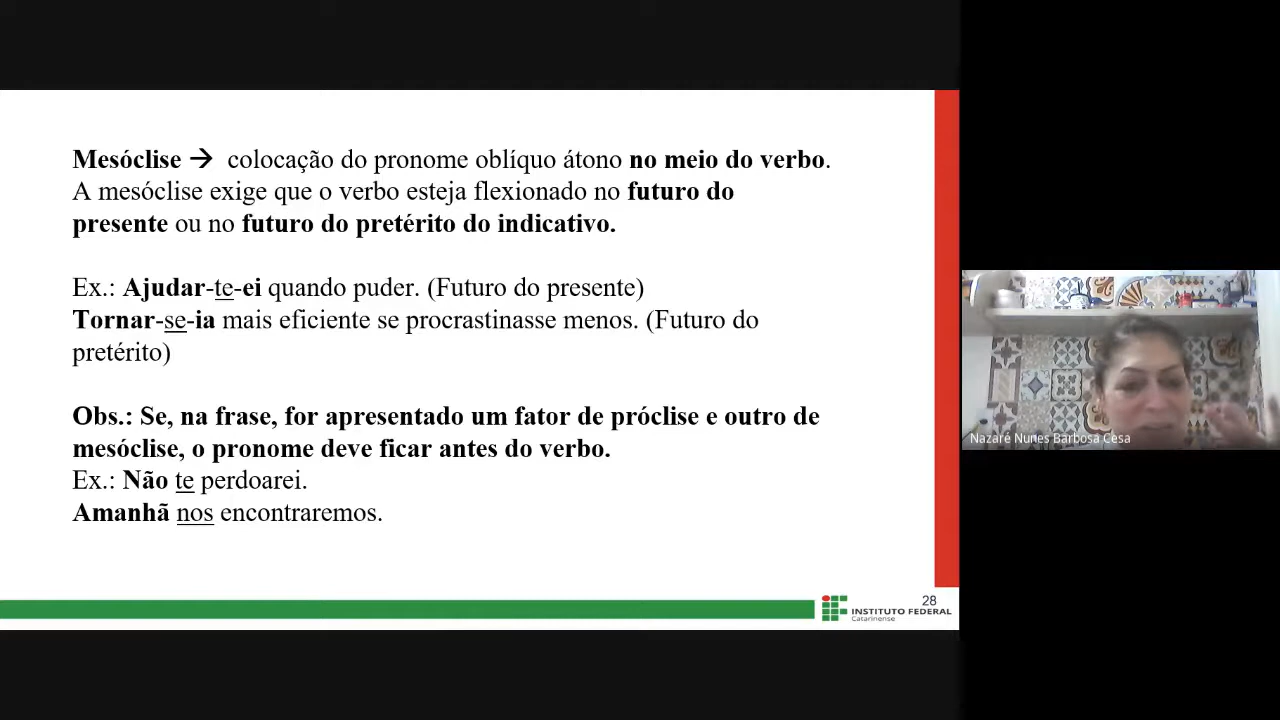 Mesóclise → colocação do pronome oblíquo átono no meio do verbo.
A mesóclise exige que o verbo esteja flexionado no futuro do
presente ou no futuro do pretérito do indicativo.
Ex.: Ajudar-te-ei quando puder. (Futuro do presente)
Tornar-se-ia mais eficiente se procrastinasse menos. (Futuro do
pretérito)
Obs.: Se, na frase, for apresentado um fator de próclise e outro de
mesóclise, o pronome deve ficar antes do verbo.
Ex.: Não te perdoarei.
Amanhã nos encontraremos.
28
INSTITUTO FEDERAL
Catarinense
Nazaré Nunes Barbosa Cesa